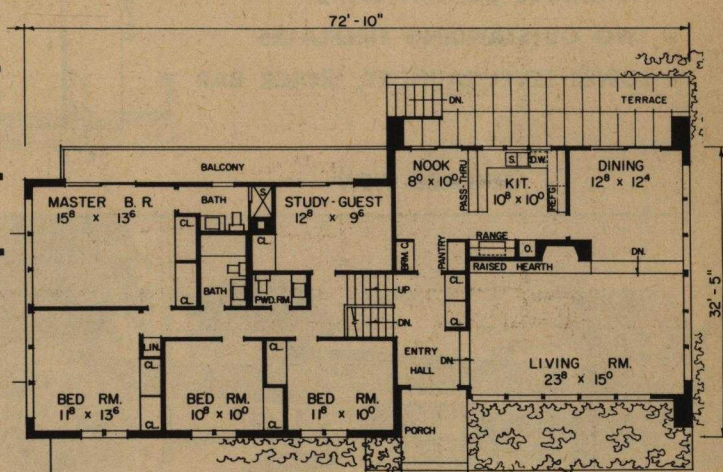 72'-10"
DN.
TERRACE
BALCONY
NOOK
8⁰ x 10⁰
PASS-THRU
S.
D.W.
KIT.
10⁸ x 10⁰
REFG.
DINING
12⁸ x 12⁴
MASTER B. R.
15⁸ x 13⁶
BATH
S.
STUDY-GUEST
12⁸ x 9⁶
CL.
CL.
CL.
BATH
PWD.RM.
UP
DN.
BRM.C.
PANTRY
RANGE
O.
RAISED HEARTH
DN.
CL.
CL.
32'-5"
LIN.
CL.
CL.
CL.
CL.
ENTRY
HALL
DN.
LIVING RM.
23⁸ x 15⁰
BED RM.
11⁸ x 13⁶
BED RM.
10⁸ x 10⁰
BED RM.
11⁸ x 10⁰
PORCH